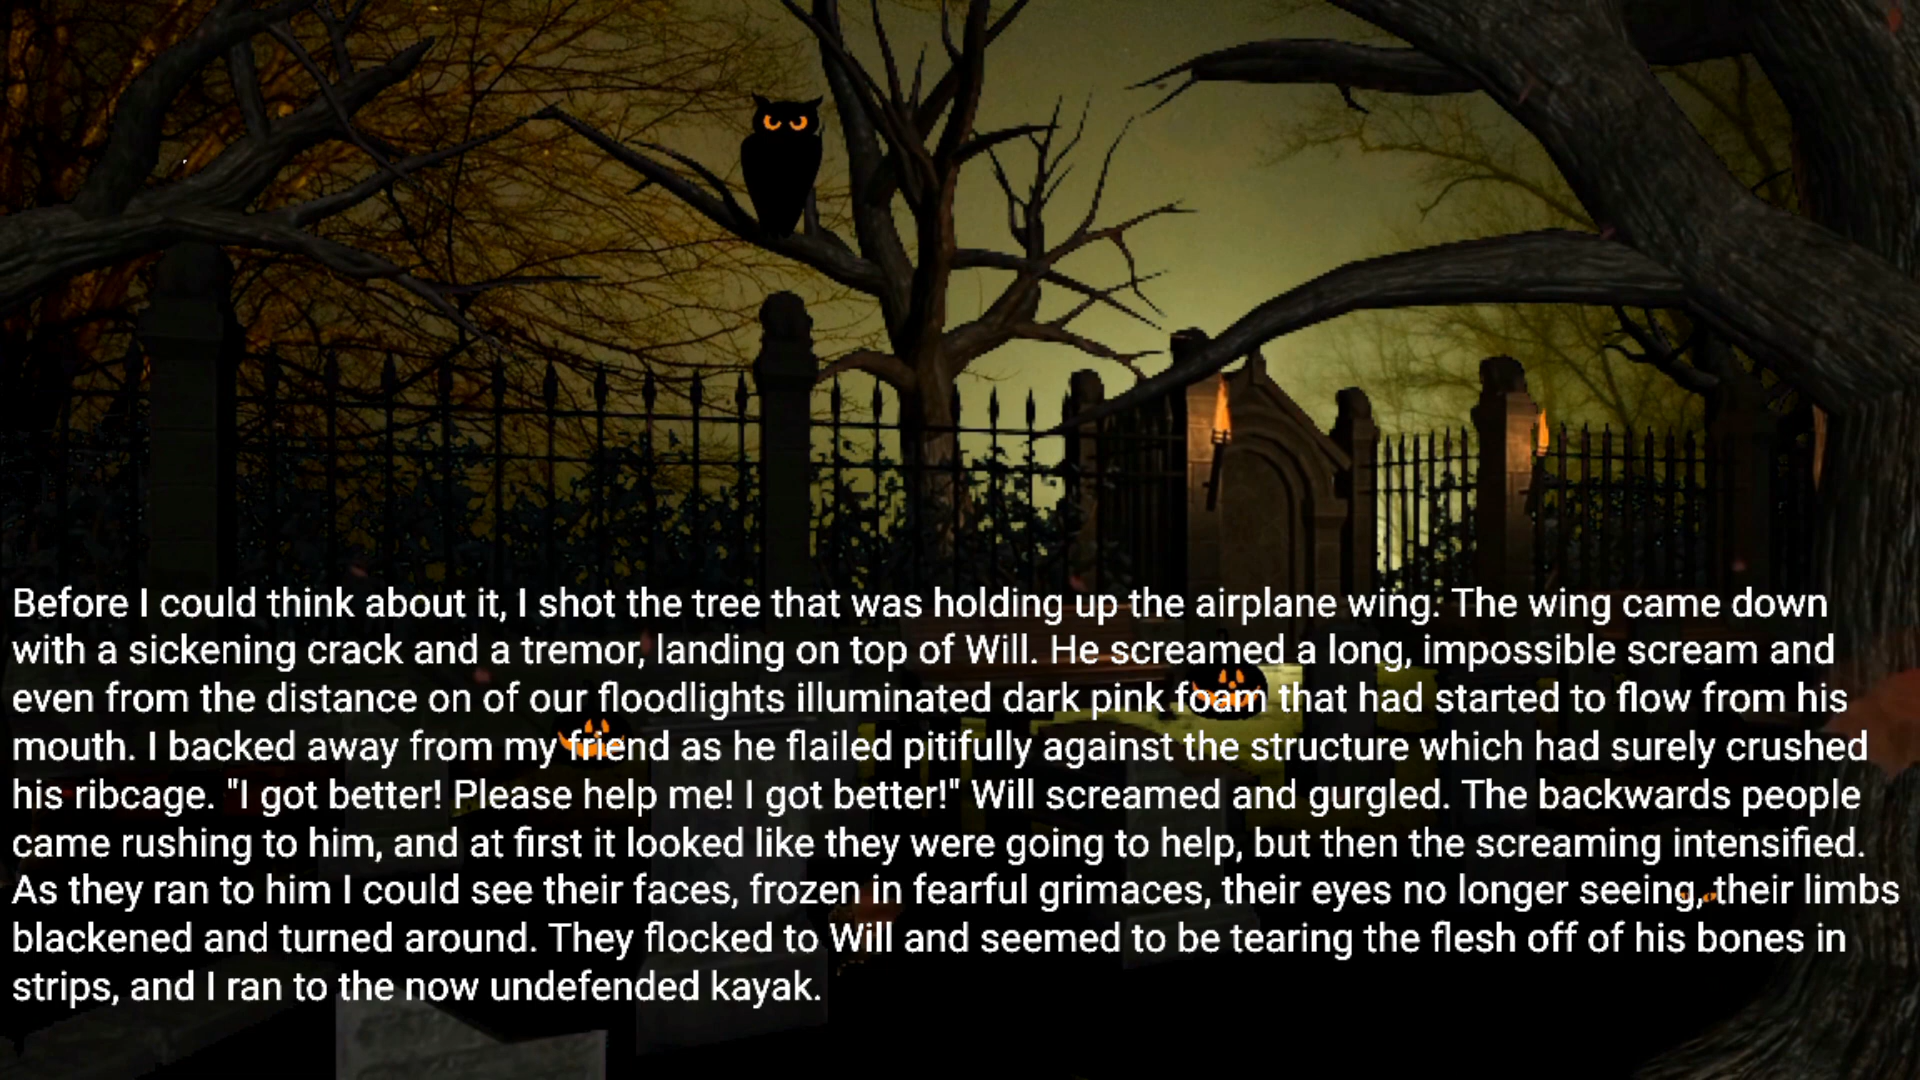 Before I could think about it, I shot the tree that was holding up the airplane wing. The wing came down
with a sickening crack and a tremor, landing on top of Will. He screamed a long, impossible scream and
even from the distance on of our floodlights illuminated dark pink foam that had started to flow from his
mouth. I backed away from my friend as he flailed pitifully against the structure which had surely crushed
his ribcage. "I got better! Please help me! I got better!" Will screamed and gurgled. The backwards people
came rushing to him, and at first it looked like they were going to help, but then the screaming intensified.
As they ran to him I could see their faces, frozen in fearful grimaces, their eyes no longer seeing, their limbs
blackened and turned around. They flocked to Will and seemed to be tearing the flesh off of his bones in
strips, and I ran to the now undefended kayak.